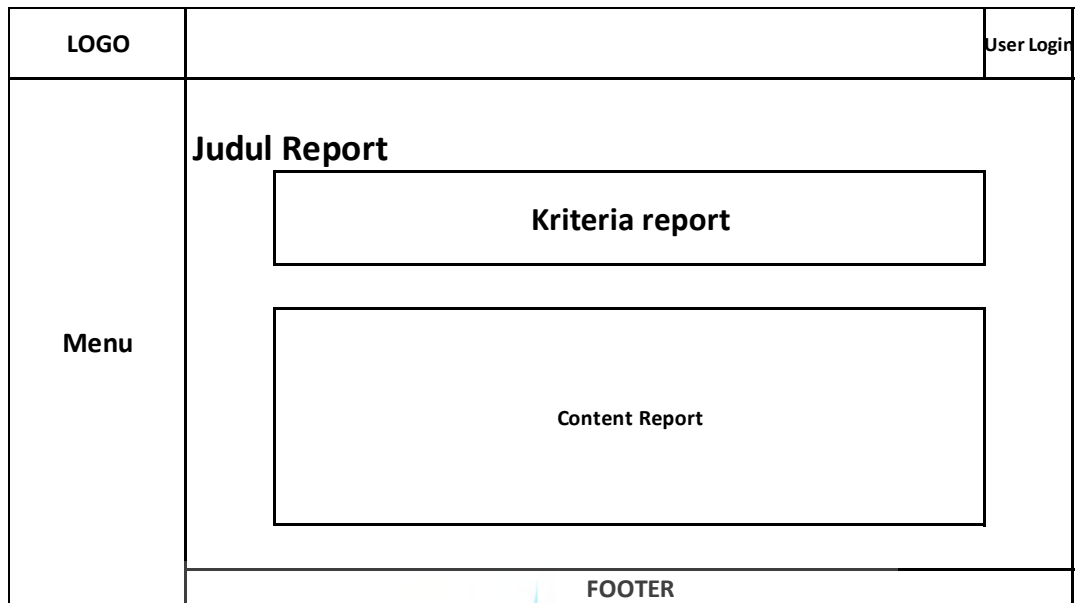 LOGO
User Login
Judul Report
Kriteria report
Menu
Content Report
FOOTER